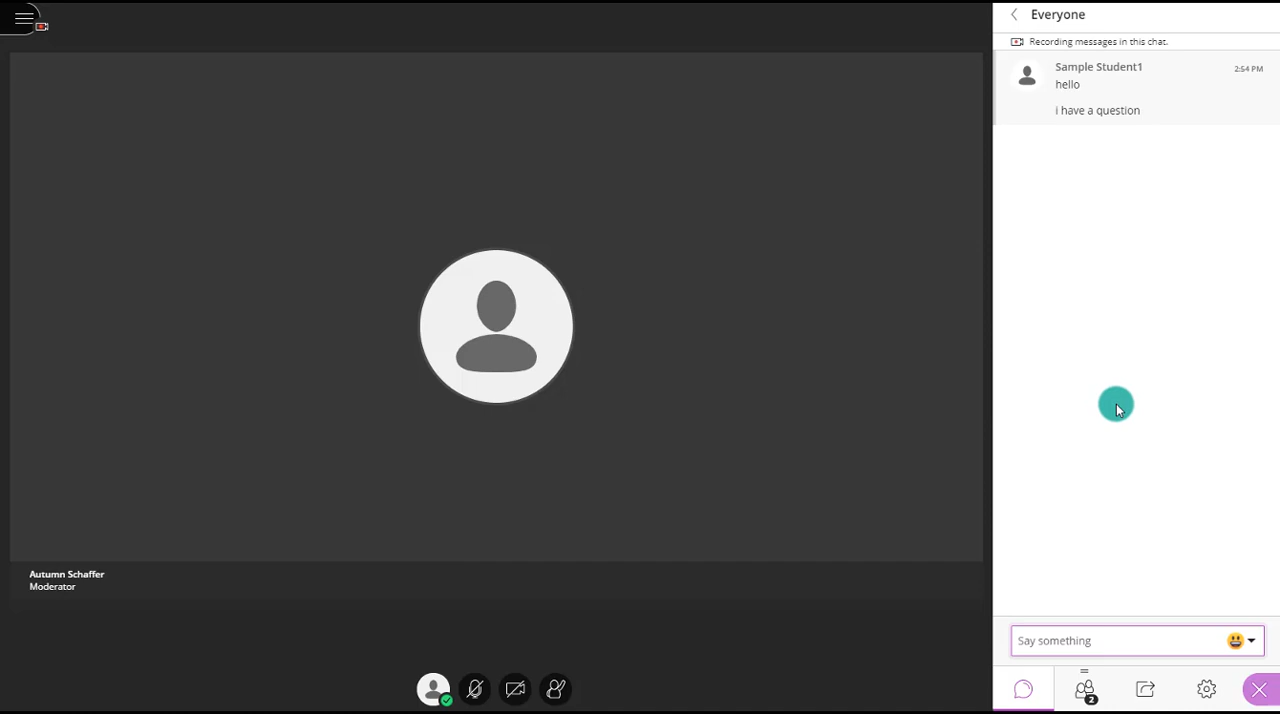 Everyone
Recording messages in this chat.
Sample Student1
2:54 PM
hello
i have a question
Autumn Schaffer
Moderator
Say something
2